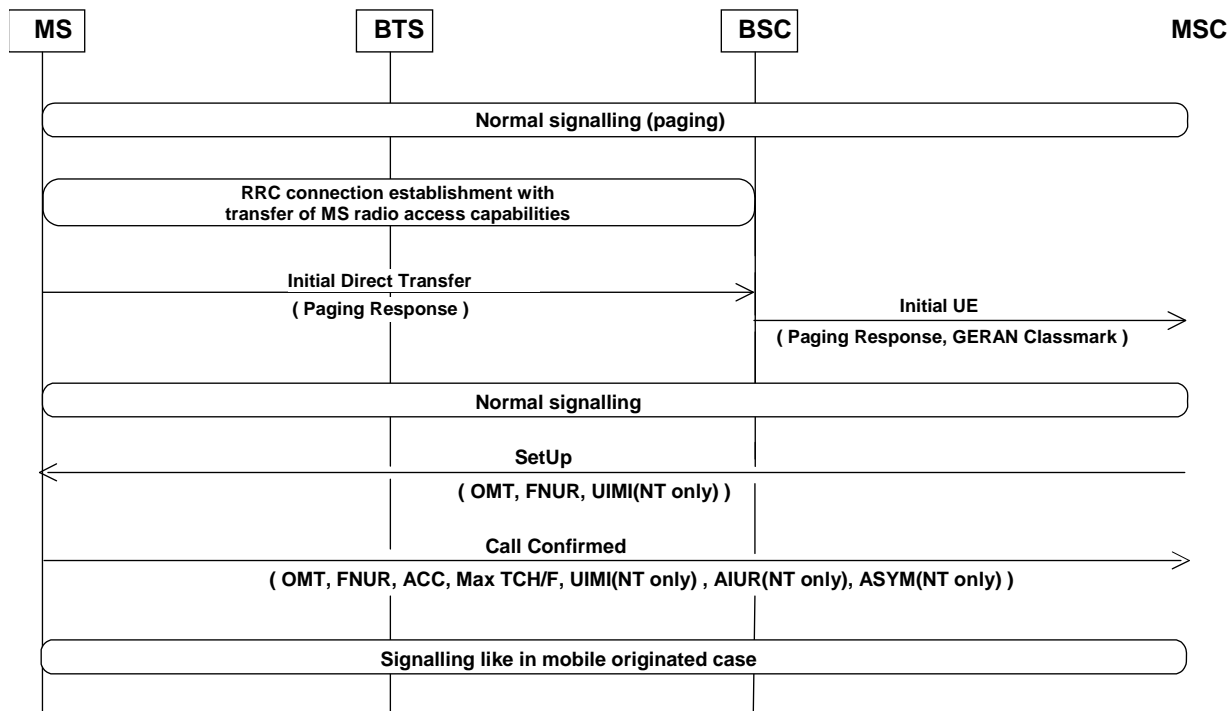 MS BTS BSC MSC
Normal signalling (paging)
RRC connection establishment with
transfer of MS radio access capabilities
Initial Direct Transfer
( Paging Response )
Initial UE
( Paging Response, GERAN Classmark )
Normal signalling
SetUp
( OMT, FNUR, UIMI(NT only) )
Call Confirmed
( OMT, FNUR, ACC, Max TCH/F, UIMI(NT only) , AIUR(NT only), ASYM(NT only) )
Signalling like in mobile originated case